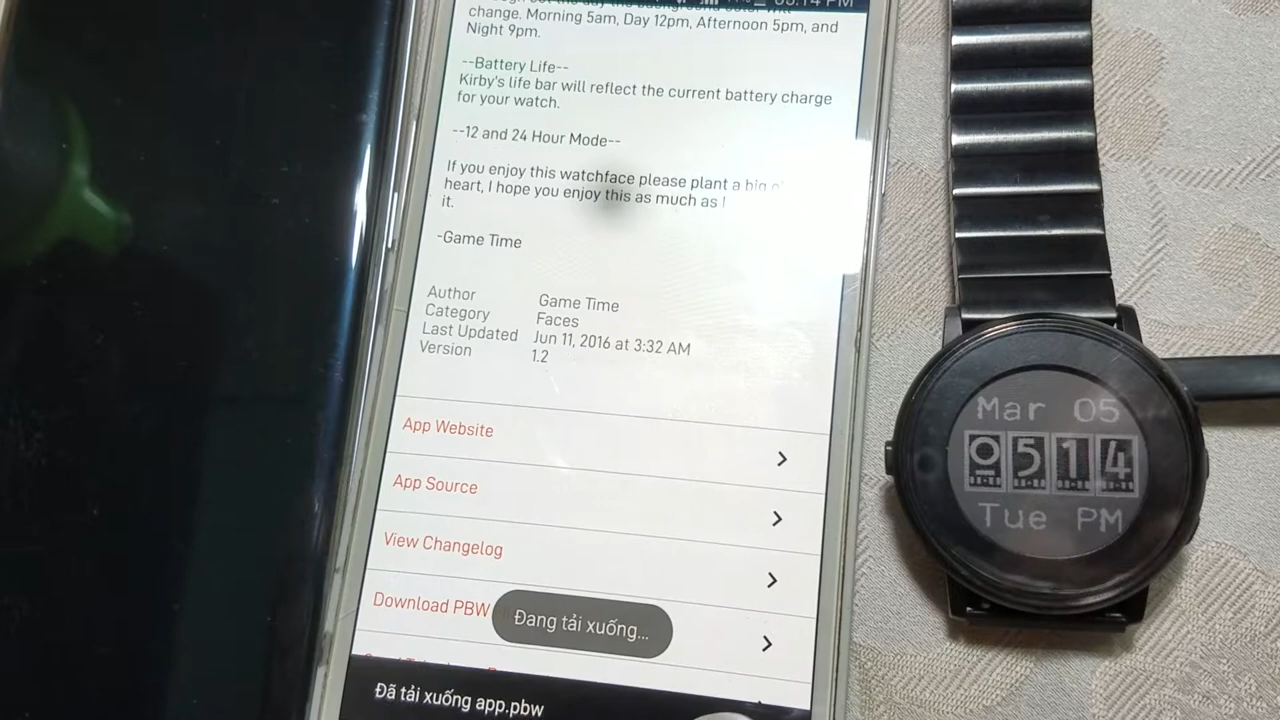 05:14 PM
change. Morning 5am, Day 12pm, Afternoon 5pm, and
Night 9pm.
--Battery Life--
Kirby's life bar will reflect the current battery charge
for your watch.
--12 and 24 Hour Mode--
If you enjoy this watchface please plant a big
heart, I hope you enjoy this as much as I
it.
-Game Time
Author Game Time
Category Faces
Last Updated Jun 11, 2016 at 3:32 AM
Version 1.2
App Website
App Source
View Changelog
Download PBW
Đang tải xuống...
Đã tải xuống app.pbw
Mar 05
0514
Tue PM